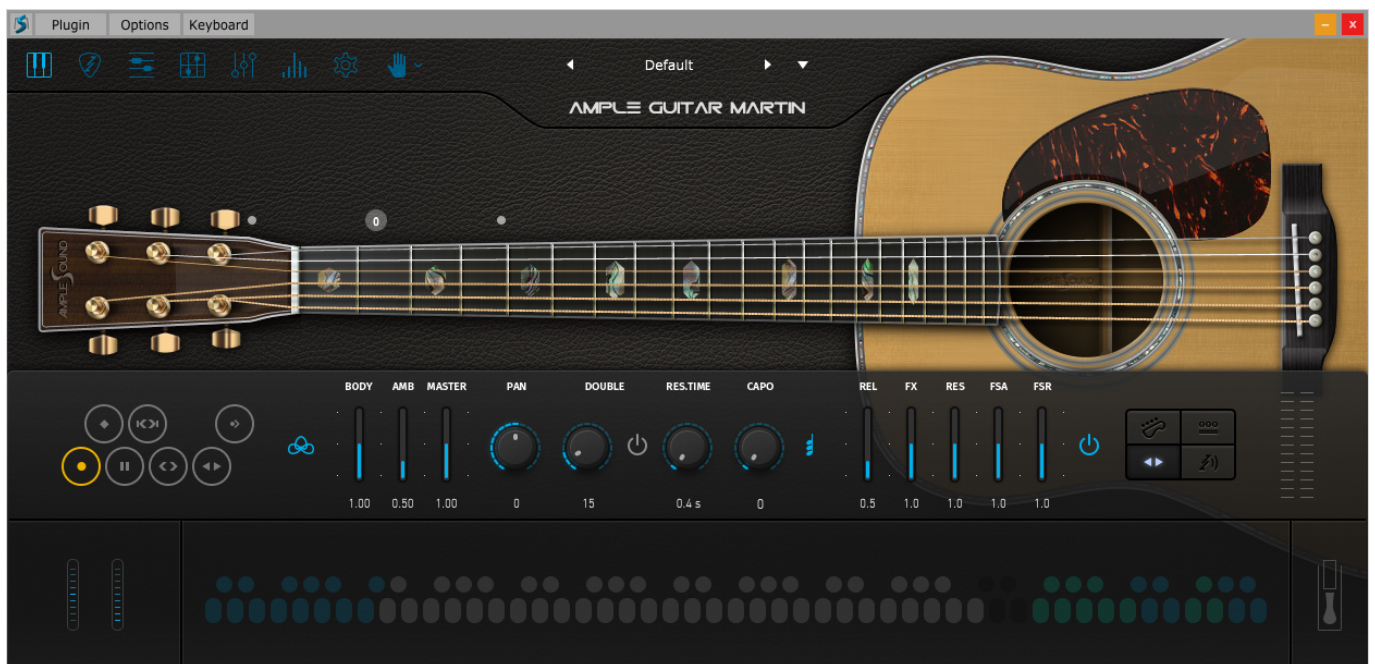 Plugin Options Keyboard
– x
Default
AMPLE GUITAR MARTIN
0
AMPLE SOUND
BODY AMB MASTER PAN DOUBLE RES.TIME CAPO REL FX RES FSA FSR
1.00 0.50 1.00 0 15 0.4 s 0 0.5 1.0 1.0 1.0 1.0